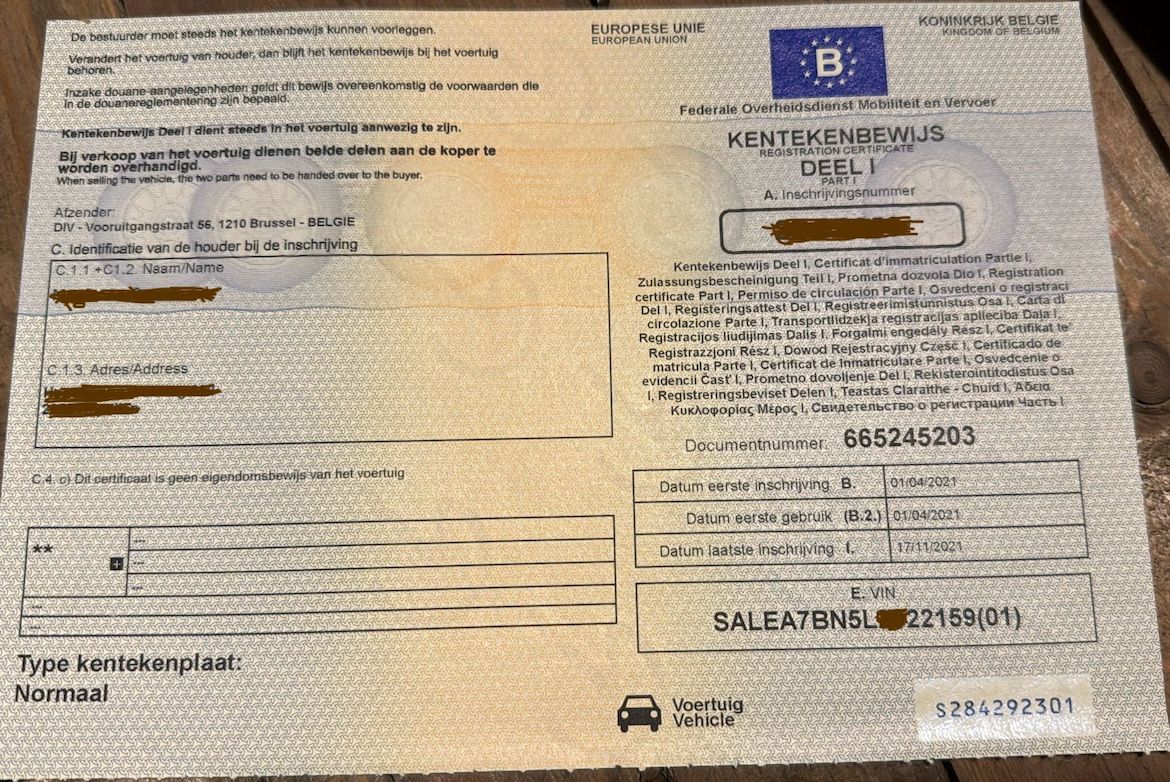 De bestuurder moet steeds het kentekenbewijs kunnen voorleggen.
Verandert het voertuig van houder, dan blijft het kentekenbewijs bij het voertuig
behoren.
Inzake douane-aangelegenheden geldt dit bewijs overeenkomstig de voorwaarden die
in de douanereglementering zijn bepaald.
Kentekenbewijs Deel I dient steeds in het voertuig aanwezig te zijn.
Bij verkoop van het voertuig dienen beide delen aan de koper te
worden overhandigd.
When selling the vehicle, the two parts need to be handed over to the buyer.
Afzender:
DIV - Vooruitgangstraat 56, 1210 Brussel - BELGIE
C. Identificatie van de houder bij de inschrijving
C.1.1 +C1.2. Naam/Name
C.1.3. Adres/Address
C.4. c) Dit certificaat is geen eigendomsbewijs van het voertuig
**
+
---
---
---
---
---
Type kentekenplaat:
Normaal
EUROPESE UNIE
EUROPEAN UNION
B
KONINKRIJK BELGIE
KINGDOM OF BELGIUM
Federale Overheidsdienst Mobiliteit en Vervoer
KENTEKENBEWIJS
REGISTRATION CERTIFICATE
DEEL I
PART I
A. Inschrijvingsnummer
Kentekenbewijs Deel I, Certificat d'immatriculation Partie I,
Zulassungsbescheinigung Teil I, Prometna dozvola Dio I, Registration
certificate Part I, Permiso de circulación Parte I, Osvedceni o registraci
Del I, Registeringsattest Del I, Registreerimistunnistus Osa I, Carta di
circolazione Parte I, Transportlidzekja registracijas aplieciba Daļa I,
Registracijos liudijimas Dalis I, Forgalmi engedély Rész I, Certifikat ta'
Registrazzjoni Rész I, Dowod Rejestracyjny Część I, Certificado de
matricula Parte I, Certificat de Inmatriculare Parte I, Osvedcenie o
evidencii Časť I, Prometno dovoljenje Del I, Rekisterointitodistus Osa
I, Registreringsbeviset Delen I, Teastas Claraithe - Chuid I, Άδεια
Κυκλοφορίας Μέρος I, Свидетельство о регистрации Часть I
Documentnummer: 665245203
Datum eerste inschrijving B. 01/04/2021
Datum eerste gebruik (B.2.) 01/04/2021
Datum laatste inschrijving I. 17/11/2021
E. VIN
SALEA7BN5L 22159(01)
Voertuig
Vehicle
S284292301